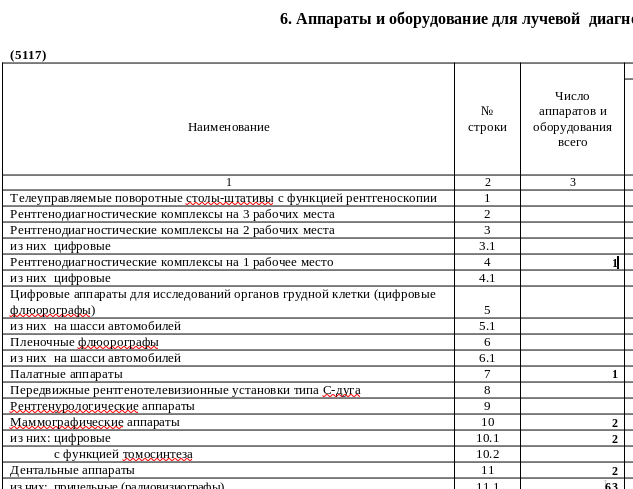 6. Аппараты и оборудование для лучевой диагн
(5117)
Наименование
№
строки
Число
аппаратов и
оборудования
всего
1 2 3
Телеуправляемые поворотные столы-штативы с функцией рентгеноскопии 1
Рентгенодиагностические комплексы на 3 рабочих места 2
Рентгенодиагностические комплексы на 2 рабочих места 3
из них цифровые 3.1
Рентгенодиагностические комплексы на 1 рабочее место 4 1
из них цифровые 4.1
Цифровые аппараты для исследований органов грудной клетки (цифровые
флюорографы) 5
из них на шасси автомобилей 5.1
Пленочные флюорографы 6
из них на шасси автомобилей 6.1
Палатные аппараты 7 1
Передвижные рентгенотелевизионные установки типа С-дуга 8
Рентгенурологические аппараты 9
Маммографические аппараты 10 2
из них: цифровые 10.1 2
с функцией томосинтеза 10.2
Дентальные аппараты 11 2
из них: прицельные (радиовизиографы) 11.1 63